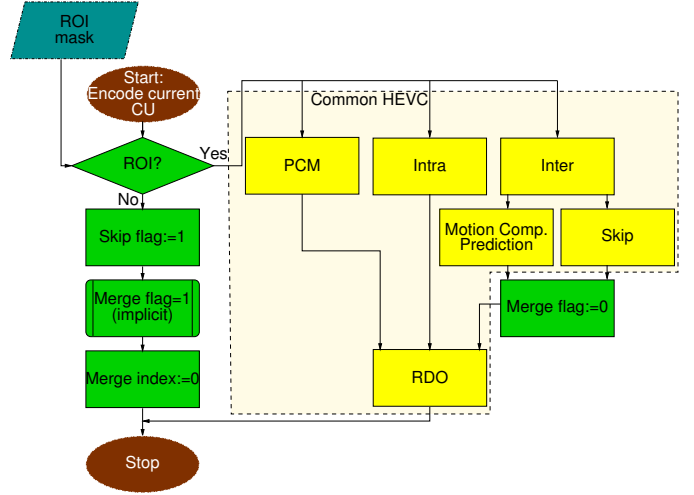 ROI
mask
Start:
Encode current
CU
Common HEVC
ROI?
Yes
No
PCM
Intra
Inter
Skip flag:=1
Motion Comp.
Prediction
Skip
Merge flag=1
(implicit)
Merge flag:=0
Merge index:=0
RDO
Stop